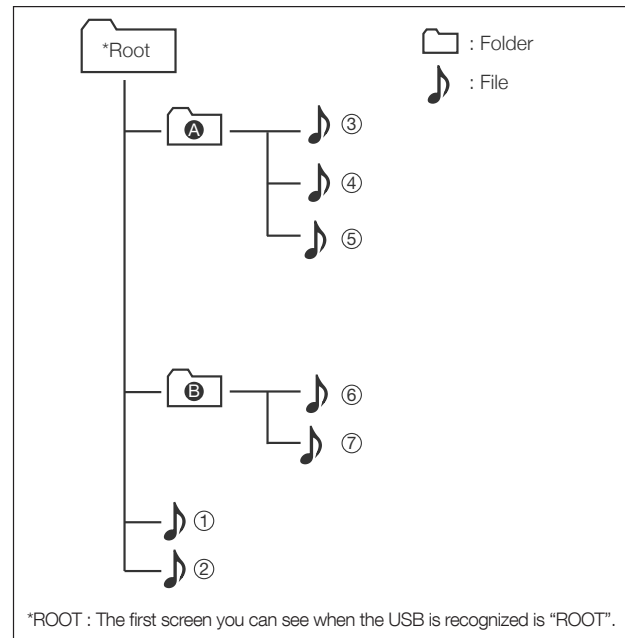 *Root
: Folder
: File
A
③
④
⑤
B
⑥
⑦
①
②
*ROOT : The first screen you can see when the USB is recognized is “ROOT”.